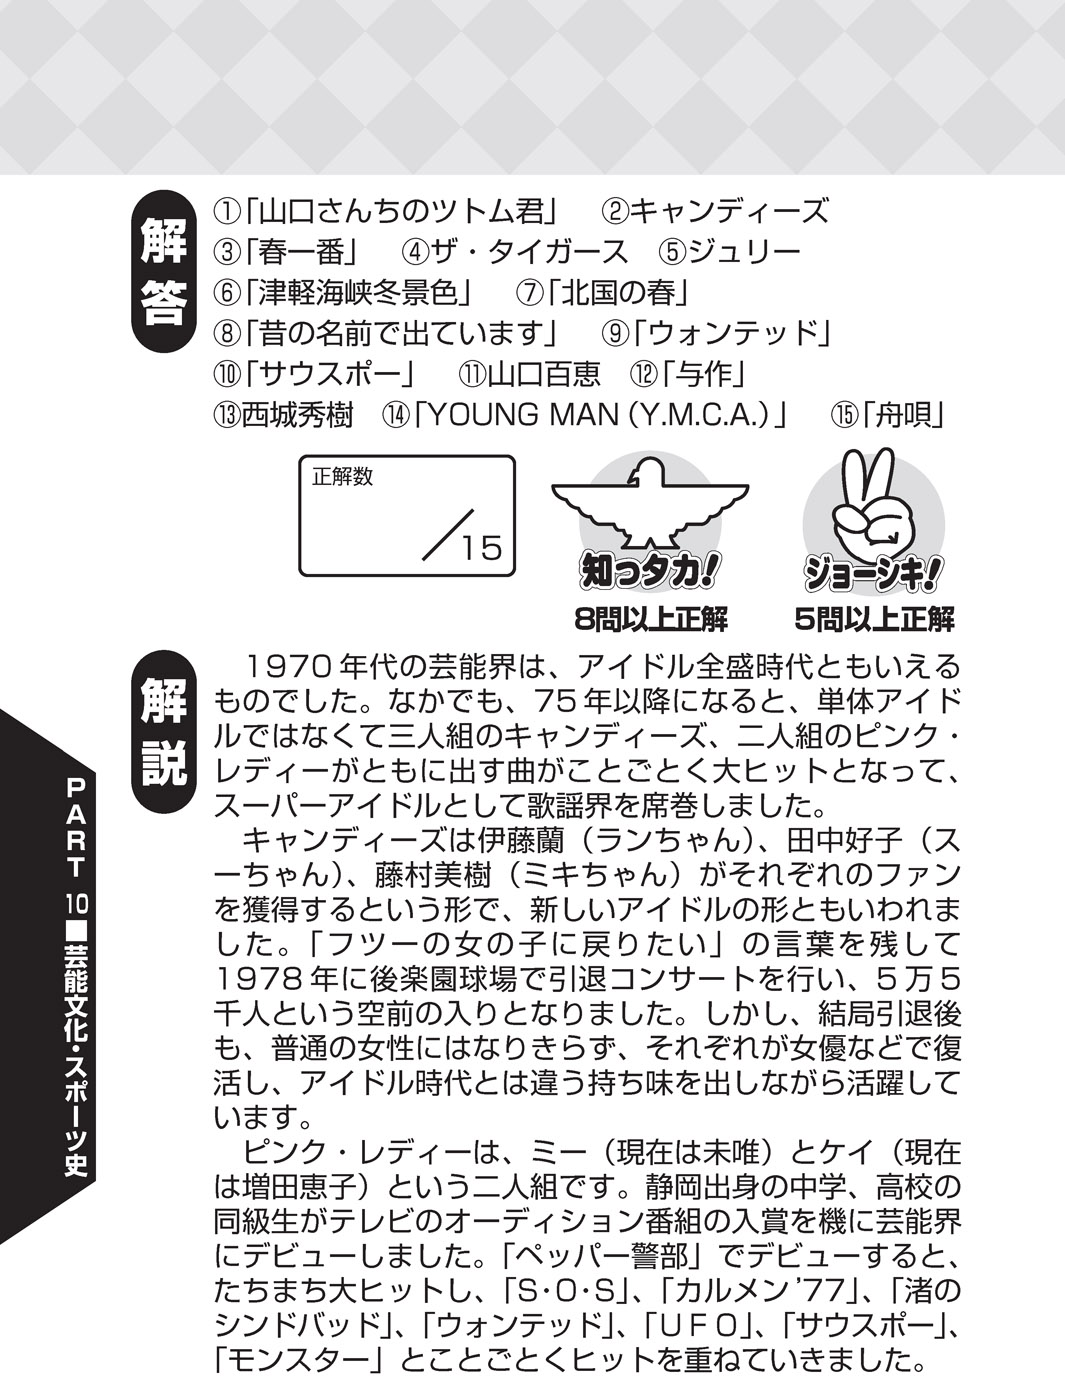 解答
①「山口さんちのツトム君」　②キャンディーズ
③「春一番」　④ザ・タイガース　⑤ジュリー
⑥「津軽海峡冬景色」　⑦「北国の春」
⑧「昔の名前で出ています」　⑨「ウォンテッド」
⑩「サウスポー」　⑪山口百恵　⑫「与作」
⑬西城秀樹　⑭「YOUNG MAN（Y.M.C.A.）」　⑮「舟唄」
正解数
／15
知っタカ！
8問以上正解
ジョーシキ！
5問以上正解
解説
　1970年代の芸能界は、アイドル全盛時代ともいえる
ものでした。なかでも、75年以降になると、単体アイド
ルではなくて三人組のキャンディーズ、二人組のピンク・
レディーがともに出す曲がことごとく大ヒットとなって、
スーパーアイドルとして歌謡界を席巻しました。
　キャンディーズは伊藤蘭（ランちゃん）、田中好子（ス
ーちゃん）、藤村美樹（ミキちゃん）がそれぞれのファン
を獲得するという形で、新しいアイドルの形ともいわれま
した。「フツーの女の子に戻りたい」の言葉を残して
1978年に後楽園球場で引退コンサートを行い、5万5
千人という空前の入りとなりました。しかし、結局引退後
も、普通の女性にはなりきらず、それぞれが女優などで復
活し、アイドル時代とは違う持ち味を出しながら活躍して
います。
　ピンク・レディーは、ミー（現在は未唯）とケイ（現在
は増田恵子）という二人組です。静岡出身の中学、高校の
同級生がテレビのオーディション番組の入賞を機に芸能界
にデビューしました。「ペッパー警部」でデビューすると、
たちまち大ヒットし、「S・O・S」、「カルメン'77」、「渚の
シンドバッド」、「ウォンテッド」、「UFO」、「サウスポー」、
「モンスター」とことごとくヒットを重ねていきました。
PART 10■芸能文化・スポーツ史